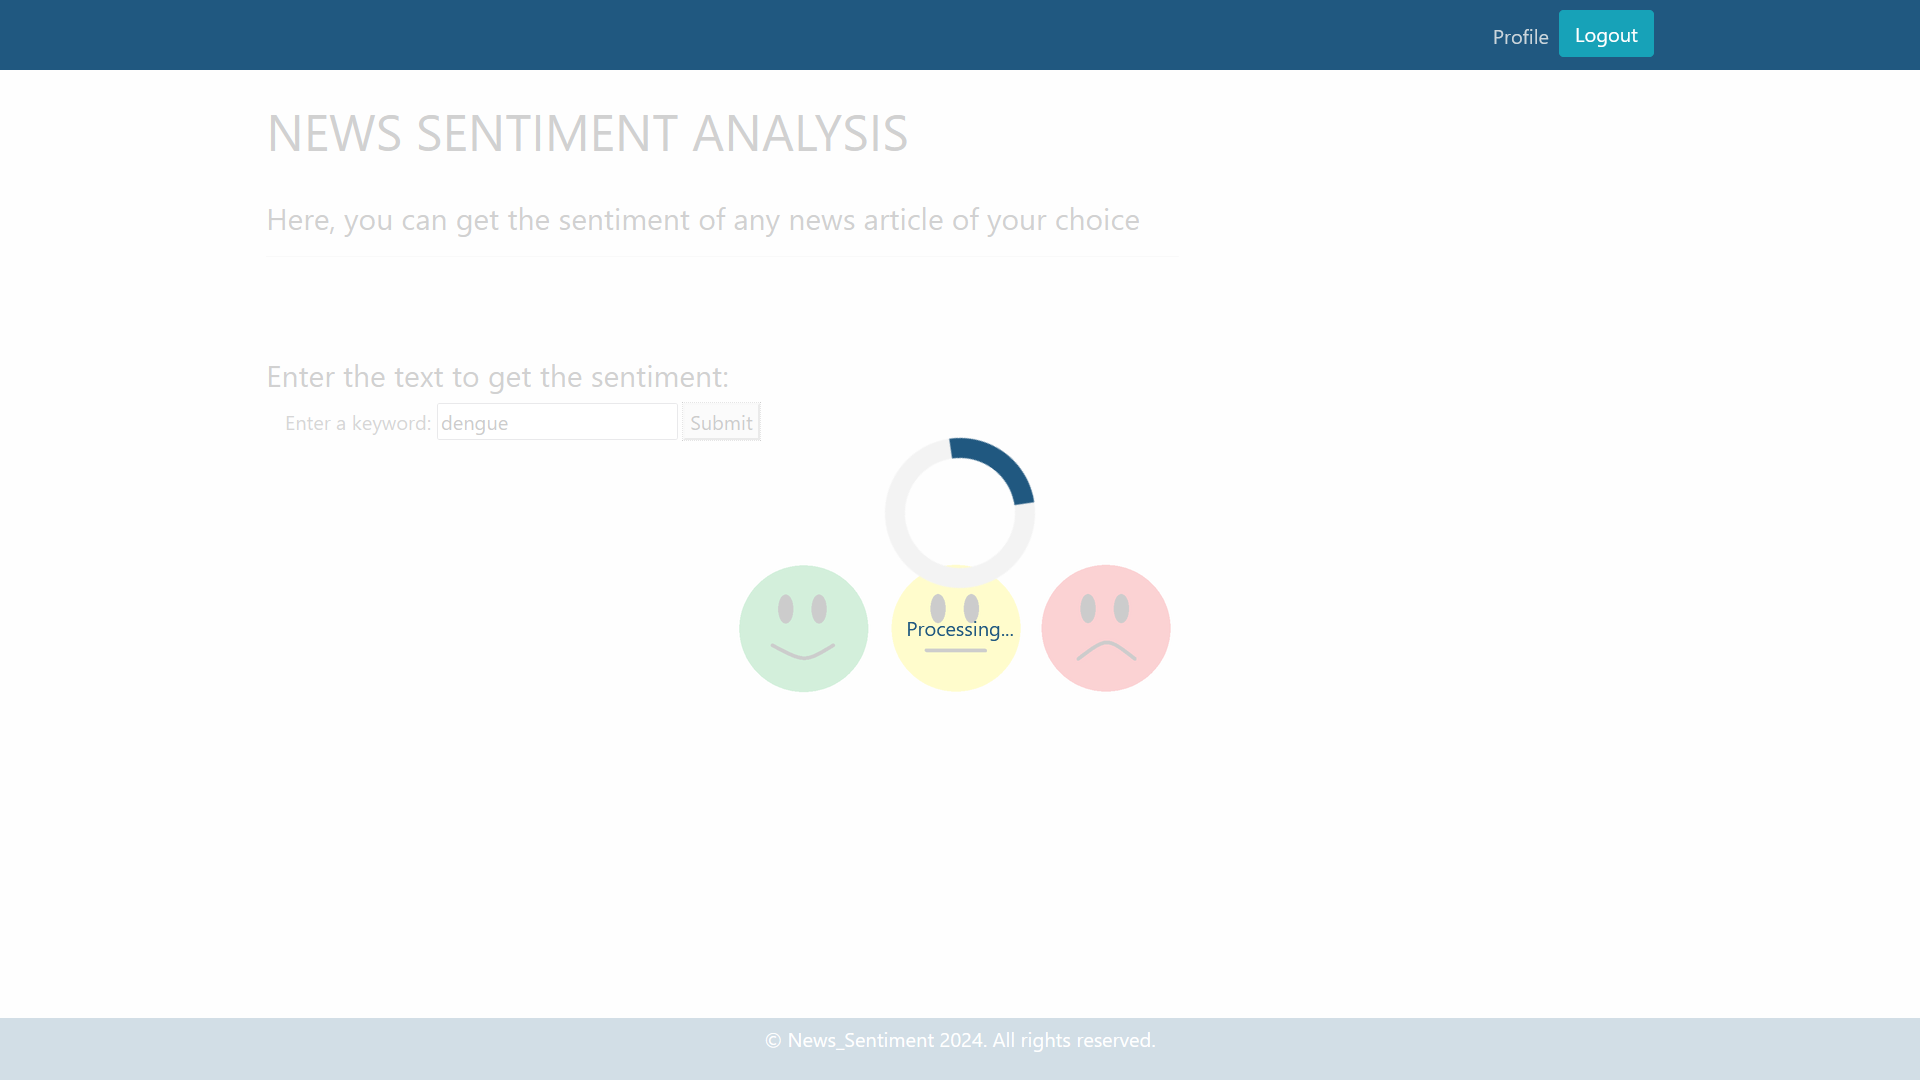 Profile Logout
NEWS SENTIMENT ANALYSIS
Here, you can get the sentiment of any news article of your choice
Enter the text to get the sentiment:
Enter a keyword: dengue Submit
Processing...
© News_Sentiment 2024. All rights reserved.